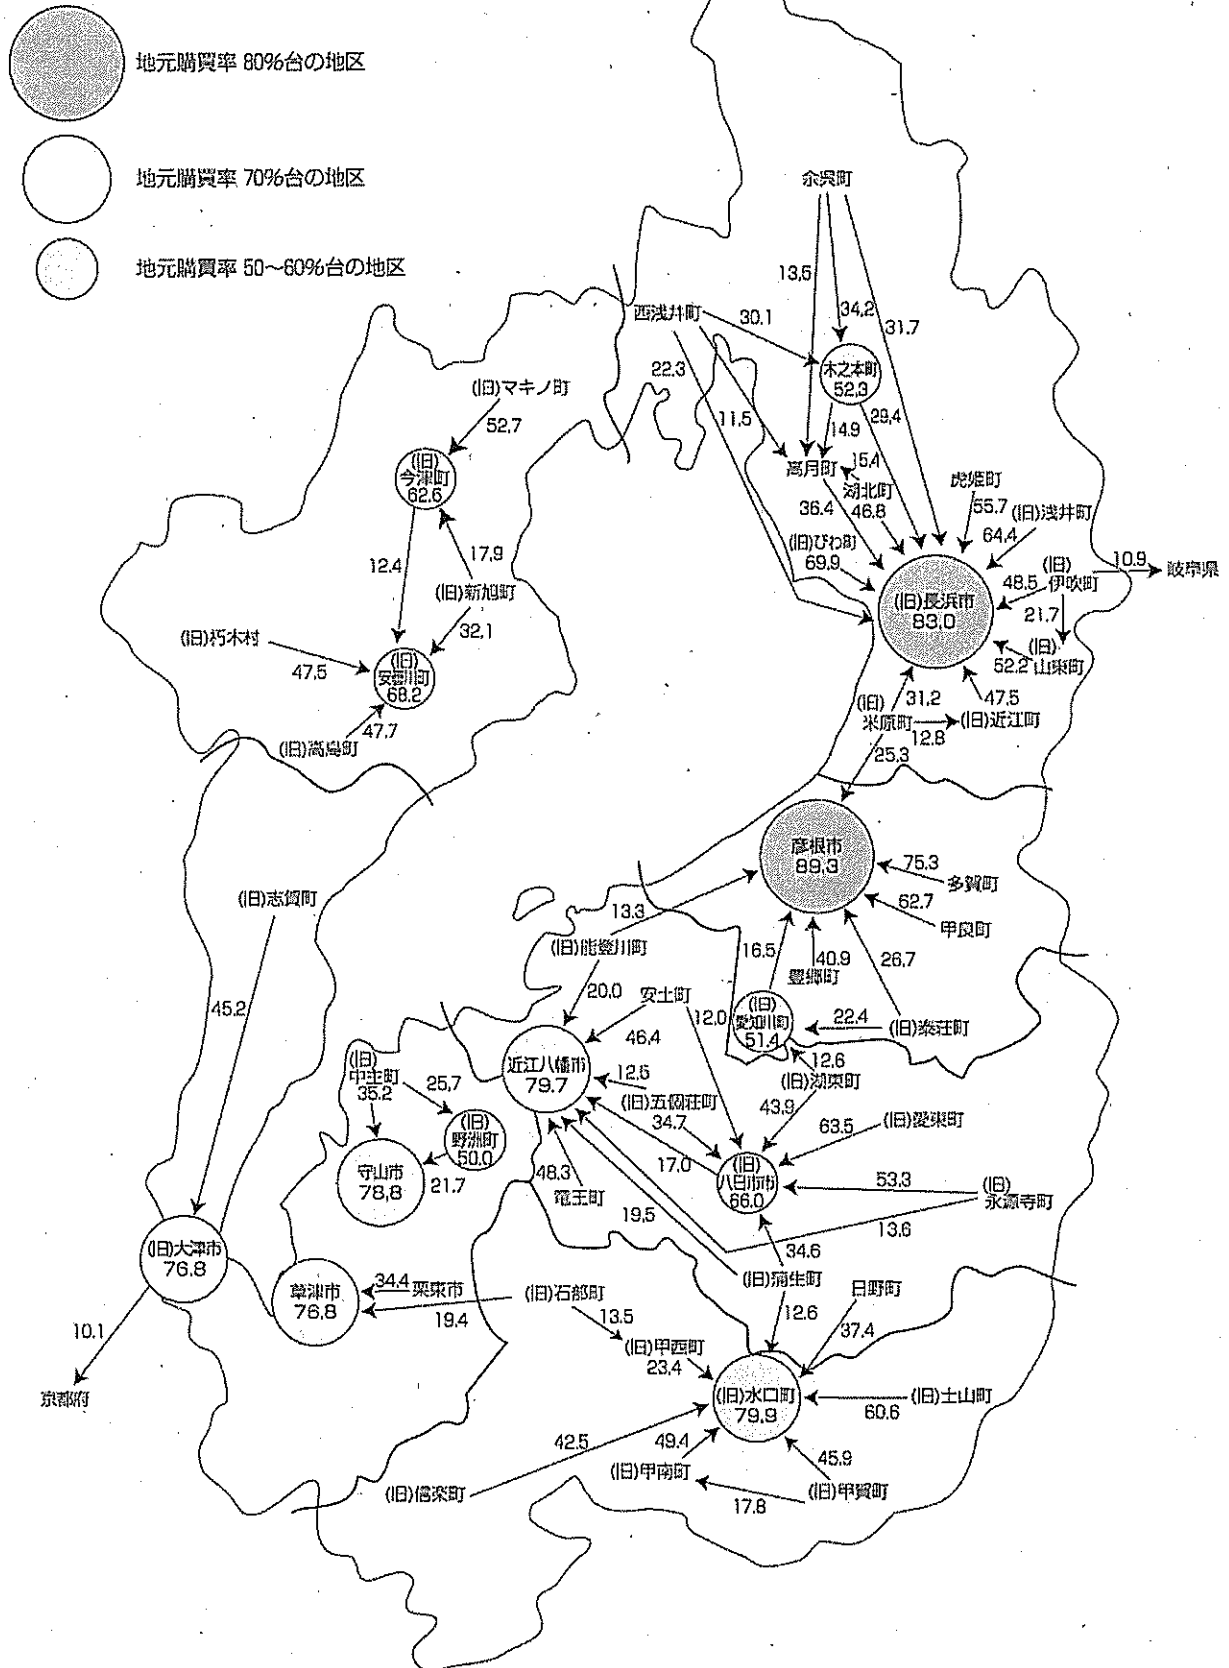 地元購買率 80%台の地区
地元購買率 70%台の地区
地元購買率 50～60%台の地区
余呉町
13.5
34.2
31.7
西浅井町
30.1
22.3
11.5
木之本町
52.3
29.4
14.9
(旧)マキノ町
52.7
高月町
15.4
湖北町
46.8
36.4
虎姫町
55.7
(旧)浅井町
64.4
(旧)
今津町
62.6
(旧)びわ町
69.9
10.9
岐阜県
(旧)
伊吹町
48.5
21.7
12.4
17.9
(旧)新旭町
32.1
(旧)長浜市
83.0
(旧)朽木村
47.5
(旧)
山東町
52.2
(旧)
安曇川町
68.2
31.2
47.5
(旧)
米原町
12.8
(旧)近江町
25.3
47.7
(旧)高島町
彦根市
89.3
75.3
多賀町
62.7
甲良町
(旧)志賀町
13.3
(旧)能登川町
16.5
40.9
豊郷町
26.7
20.0
安土町
12.0
(旧)
愛知川町
51.4
22.4
(旧)秦荘町
45.2
46.4
近江八幡市
79.7
12.6
(旧)湖東町
43.9
(旧)
中主町
35.2
25.7
12.5
(旧)五個荘町
34.7
(旧)愛東町
63.5
(旧)
野洲町
50.0
守山市
78.8
21.7
48.3
竜王町
17.0
(旧)
八日市市
66.0
53.3
(旧)
永源寺町
13.6
19.5
34.6
(旧)大津市
76.8
草津市
76.8
34.4
栗東市
19.4
(旧)石部町
13.5
(旧)蒲生町
12.6
日野町
37.4
10.1
京都府
(旧)甲西町
23.4
(旧)水口町
79.9
60.6
(旧)土山町
42.5
49.4
(旧)甲南町
45.9
(旧)信楽町
17.8
(旧)甲賀町